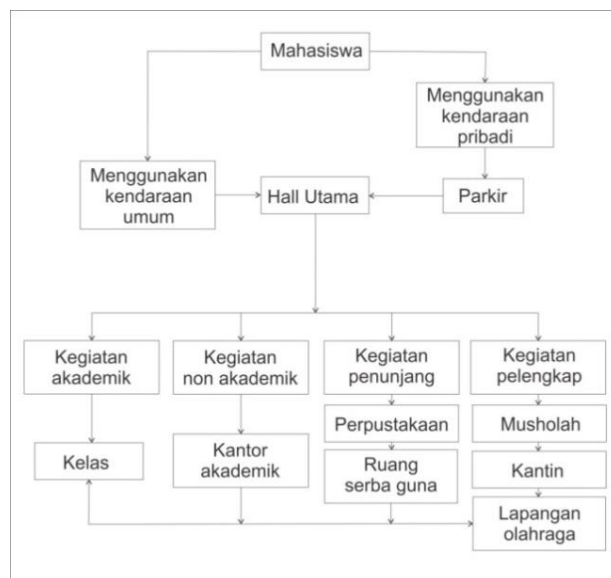 Mahasiswa
Menggunakan
kendaraan
pribadi
Menggunakan
kendaraan
umum
Hall Utama
Parkir
Kegiatan
akademik
Kegiatan
non akademik
Kegiatan
penunjang
Kegiatan
pelengkap
Perpustakaan
Musholah
Kelas
Kantor
akademik
Ruang
serba guna
Kantin
Lapangan
olahraga